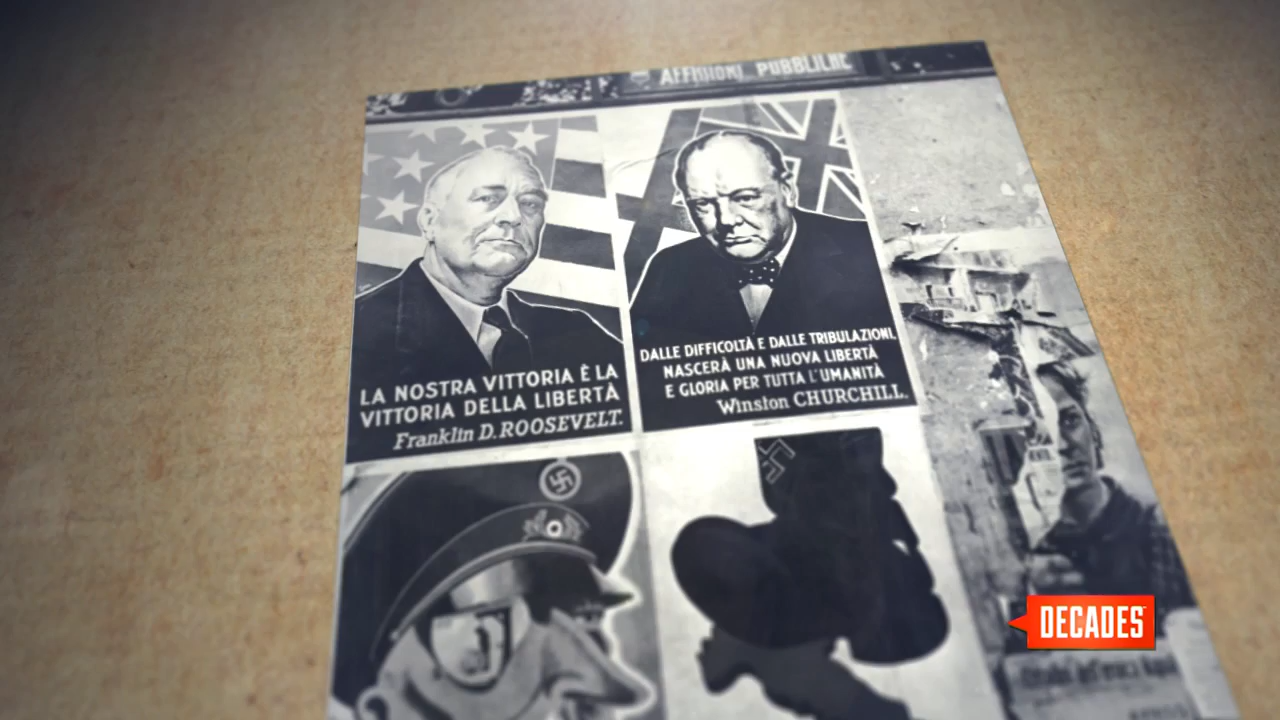 AFFISSIONI PUBBLICHE
LA NOSTRA VITTORIA È LA
VITTORIA DELLA LIBERTÀ
Franklin D. ROOSEVELT.
DALLE DIFFICOLTÀ E DALLE TRIBULAZIONI,
NASCERÀ UNA NUOVA LIBERTÀ
E GLORIA PER TUTTA L'UMANITÀ
Winston CHURCHILL.
DECADES